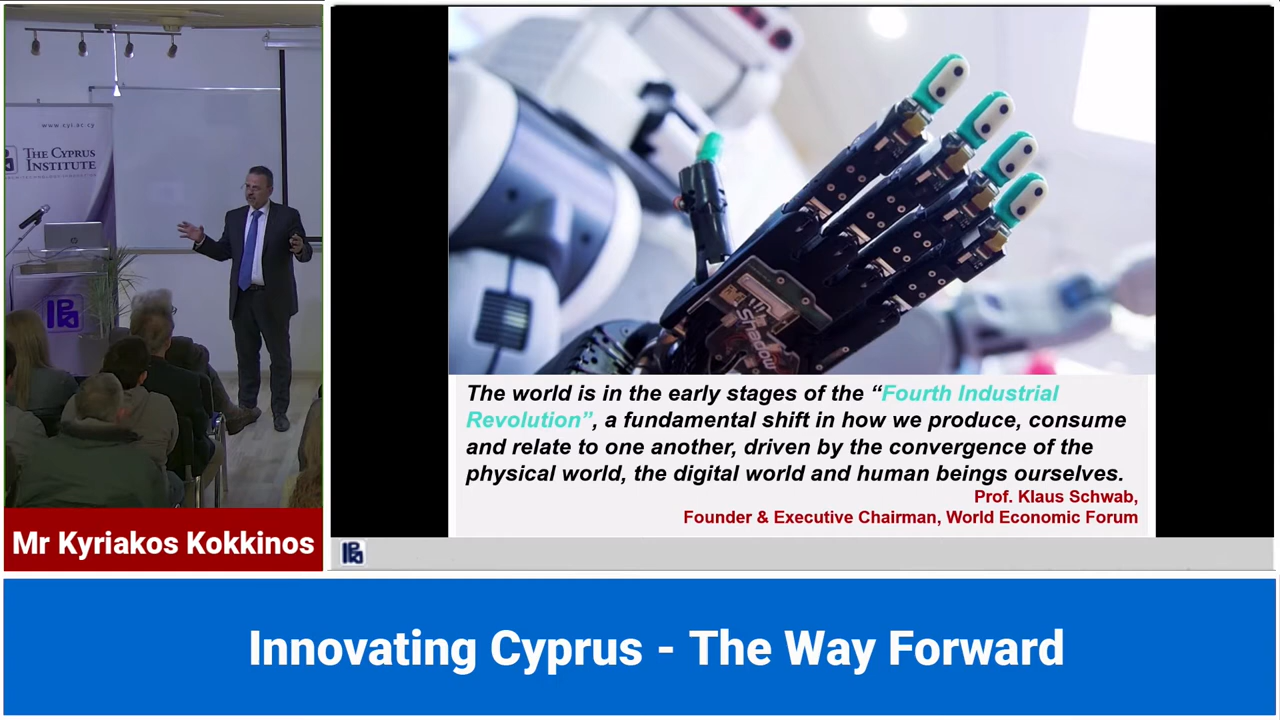 www.cyi.ac.cy
THE CYPRUS
INSTITUTE
Shadow
The world is in the early stages of the “Fourth Industrial
Revolution”, a fundamental shift in how we produce, consume
and relate to one another, driven by the convergence of the
physical world, the digital world and human beings ourselves.
Prof. Klaus Schwab,
Founder & Executive Chairman, World Economic Forum
Mr Kyriakos Kokkinos
Innovating Cyprus - The Way Forward